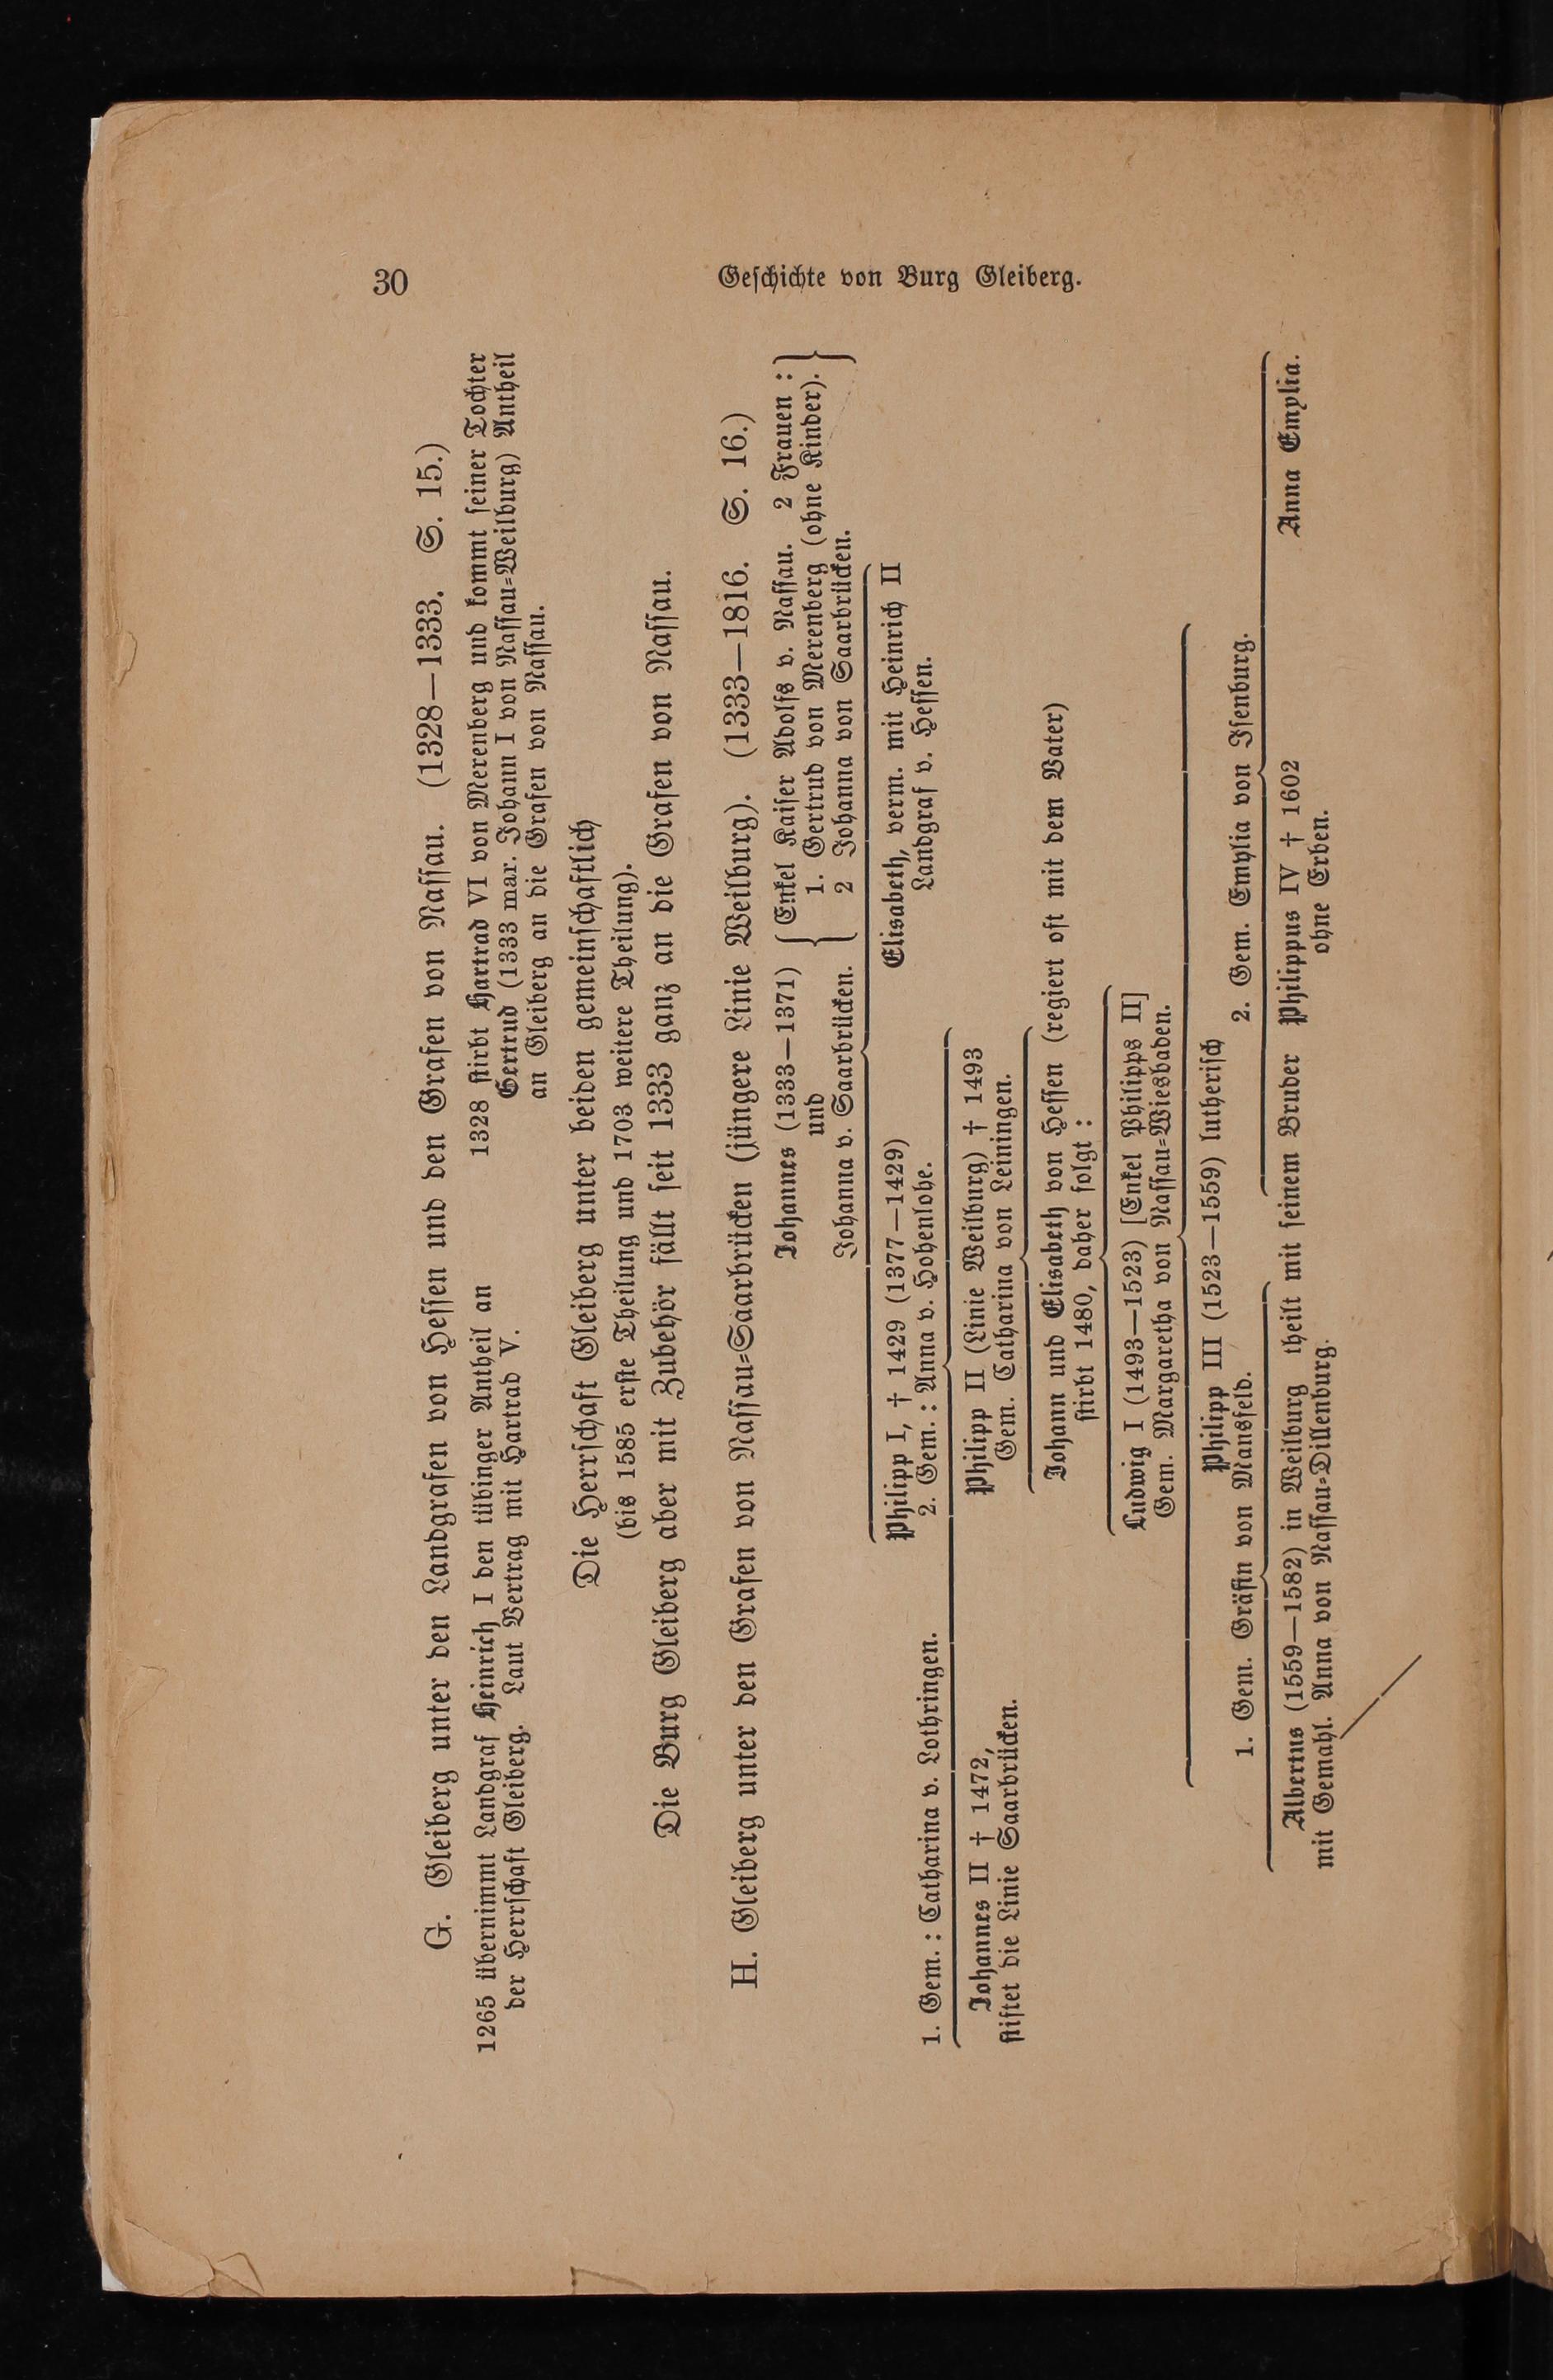 30
Geschichte von Burg Gleiberg.
G. Gleiberg unter den Landgrafen von Hessen und den Grafen von Nassau. (1328—1333. S. 15.)
1265 übernimmt Landgraf Heinrich I den tübinger Antheil an
der Herrschaft Gleiberg. Laut Vertrag mit Hartrad V.
1328 stirbt Hartrad VI von Merenberg und kommt seiner Tochter
Gertrud (1333 mar. Johann I von Nassau=Weilburg) Antheil
an Gleiberg an die Grafen von Nassau.
Die Herrschaft Gleiberg unter beiden gemeinschaftlich
(bis 1585 erste Theilung und 1703 weitere Theilung).
Die Burg Gleiberg aber mit Zubehör fällt seit 1333 ganz an die Grafen von Nassau.
H. Gleiberg unter den Grafen von Nassau=Saarbrücken (jüngere Linie Weilburg). (1333—1816. S. 16.)
Johannes (1333—1371)
und
Johanna v. Saarbrücken.
Enkel Kaiser Adolfs v. Nassau. 2 Frauen :
1. Gertrud von Merenberg (ohne Kinder).
2 Johanna von Saarbrücken.
Philipp I, † 1429 (1377—1429)
1. Gem. : Catharina v. Lothringen. 2. Gem. : Anna v. Hohenlohe.
Elisabeth, verm. mit Heinrich II
Landgraf v. Hessen.
Johannes II † 1472,
stiftet die Linie Saarbrücken.
Philipp II (Linie Weilburg) † 1493
Gem. Catharina von Leiningen.
Johann und Elisabeth von Hessen (regiert oft mit dem Vater)
stirbt 1480, daher folgt :
Ludwig I (1493—1523) [Enkel Philipps II]
Gem. Margaretha von Nassau=Wiesbaden.
Philipp III (1523—1559) lutherisch
1. Gem. Gräfin von Mansfeld.
2. Gem. Emylia von Isenburg.
Albertus (1559—1582) in Weilburg theilt mit seinem Bruder
mit Gemahl. Anna von Nassau=Dillenburg.
Philippus IV † 1602
ohne Erben.
Anna Emylia.